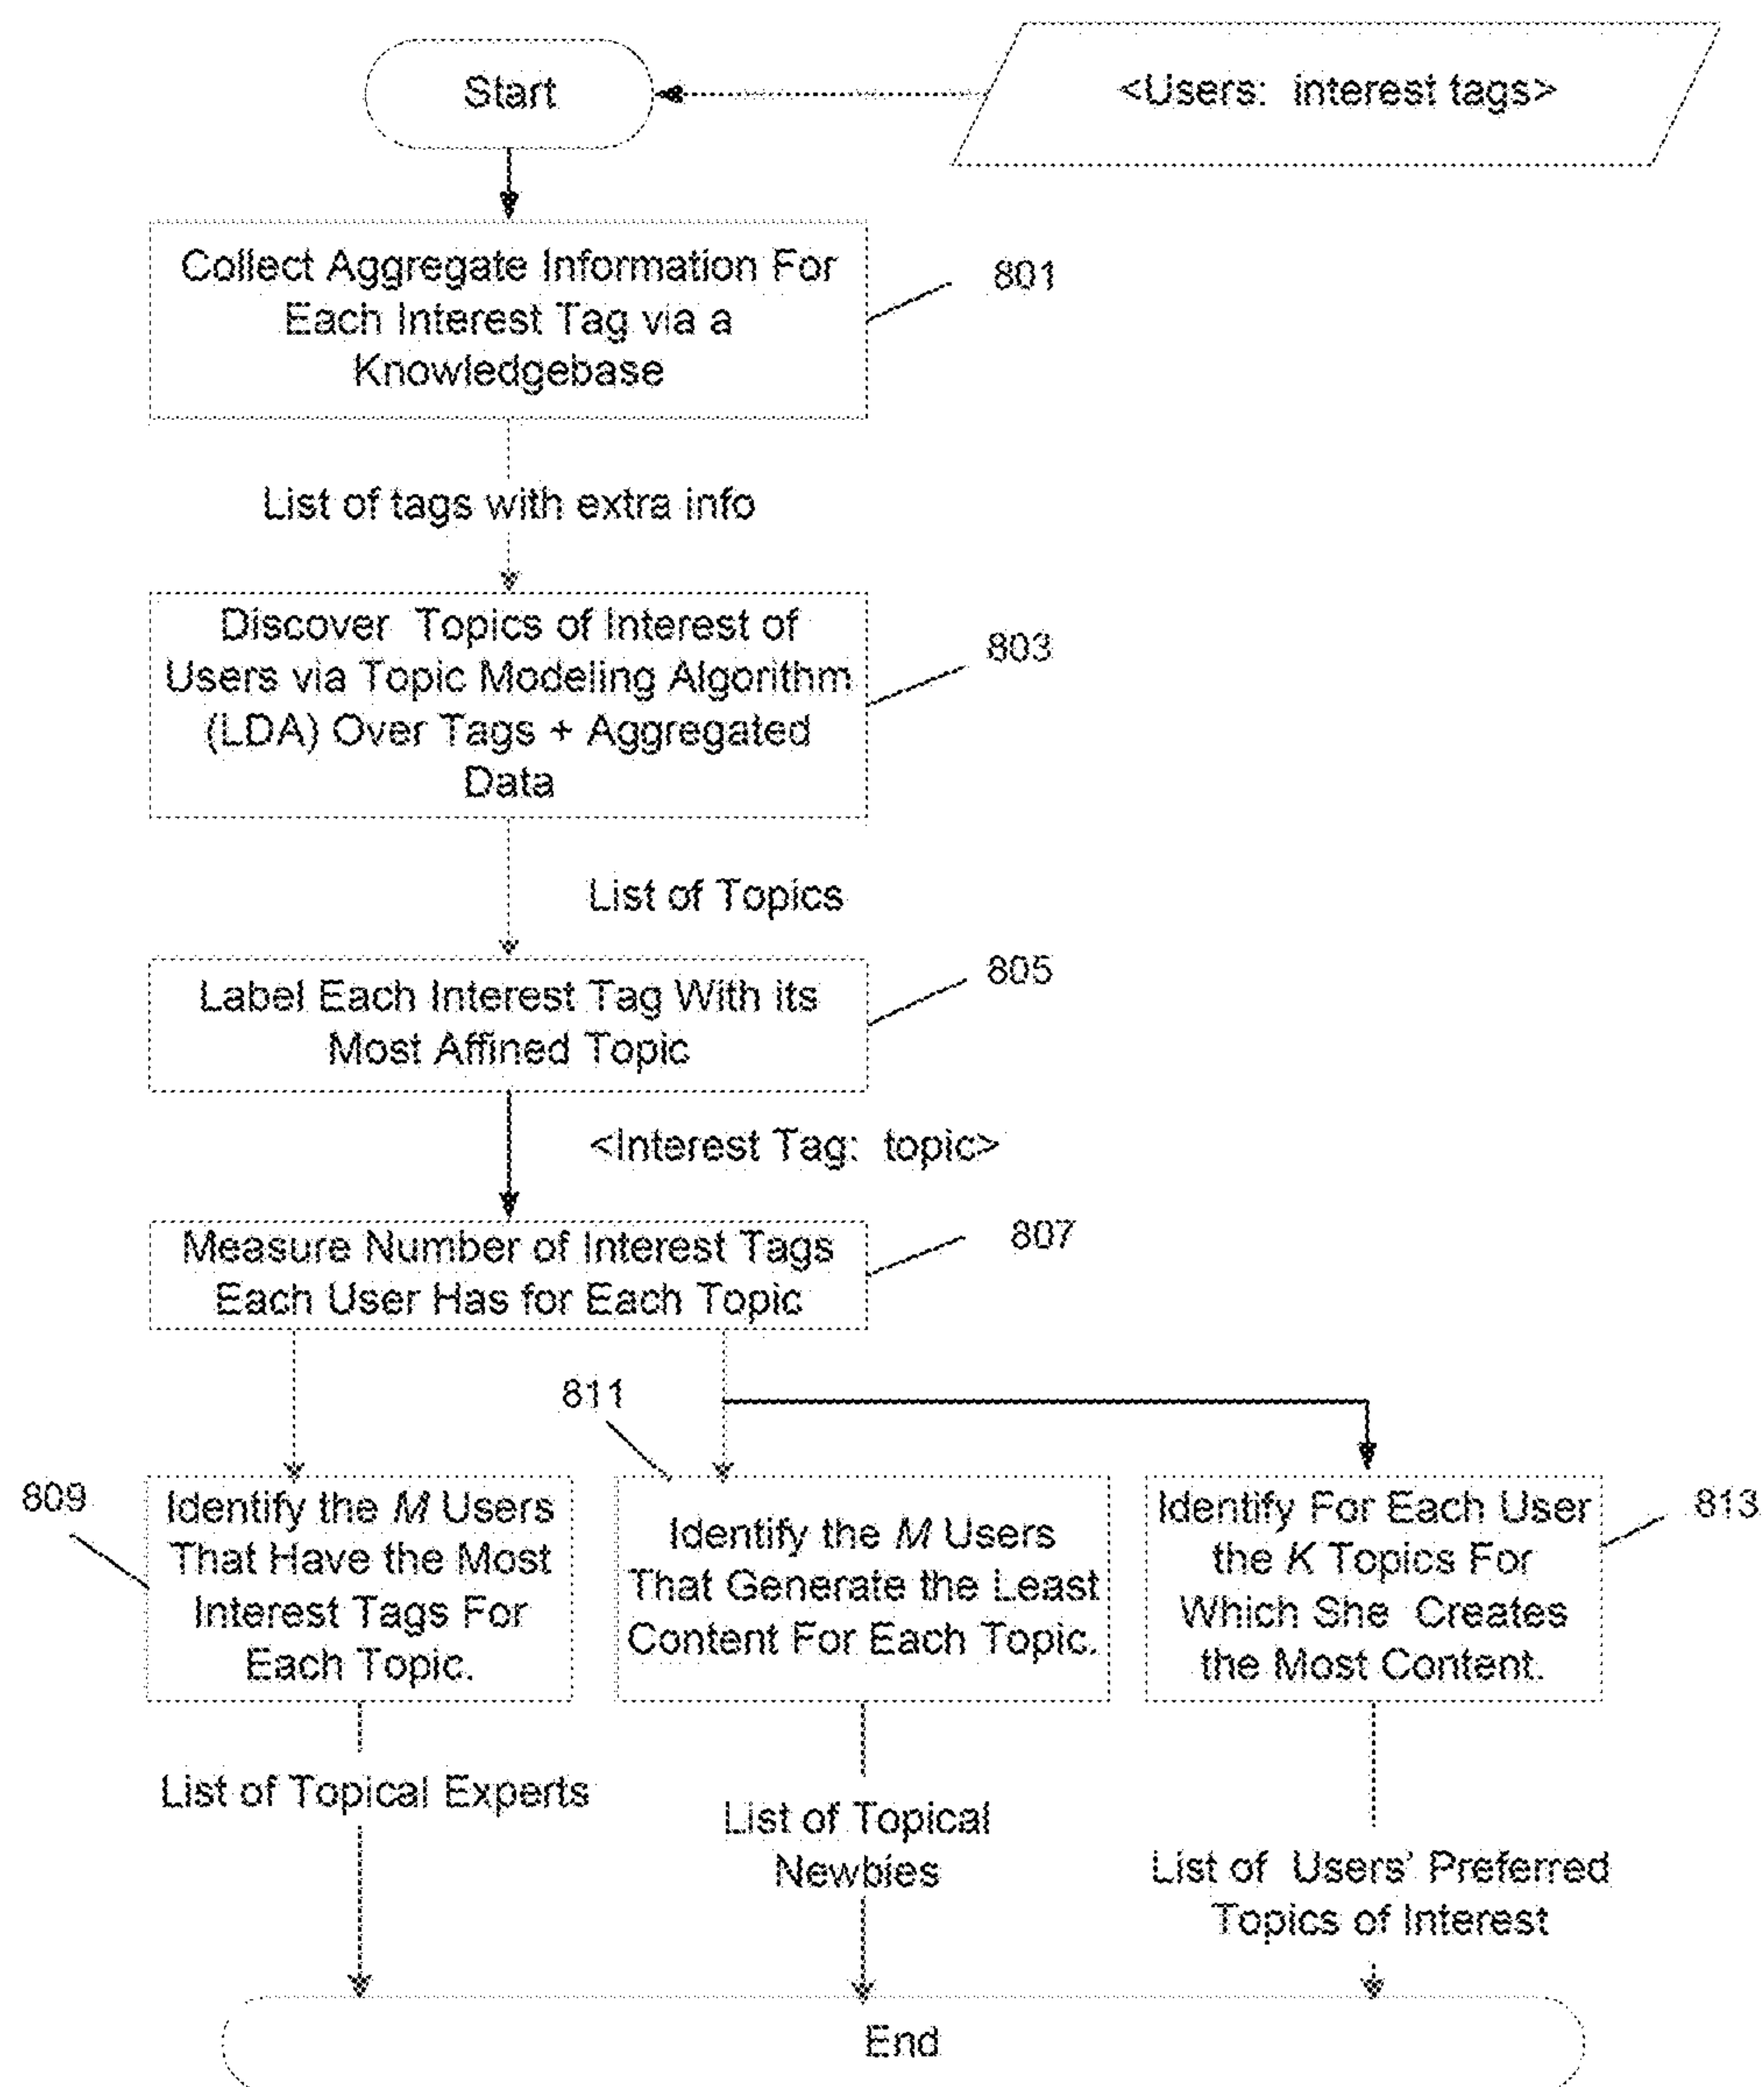 Start
<Users: interest tags>
Collect Aggregate Information For
Each Interest Tag via a
Knowledgebase
801
List of tags with extra info
Discover Topics of Interest of
Users via Topic Modeling Algorithm
(LDA) Over Tags + Aggregated
Data
803
List of Topics
Label Each Interest Tag With its
Most Affined Topic
805
<Interest Tag: topic>
Measure Number of Interest Tags
Each User Has for Each Topic
807
809
Identify the M Users
That Have the Most
Interest Tags For
Each Topic.
811
Identify the M Users
That Generate the Least
Content For Each Topic.
Identify For Each User
the K Topics For
Which She Creates
the Most Content.
813
List of Topical Experts
List of Topical
Newbies
List of Users' Preferred
Topics of Interest
End